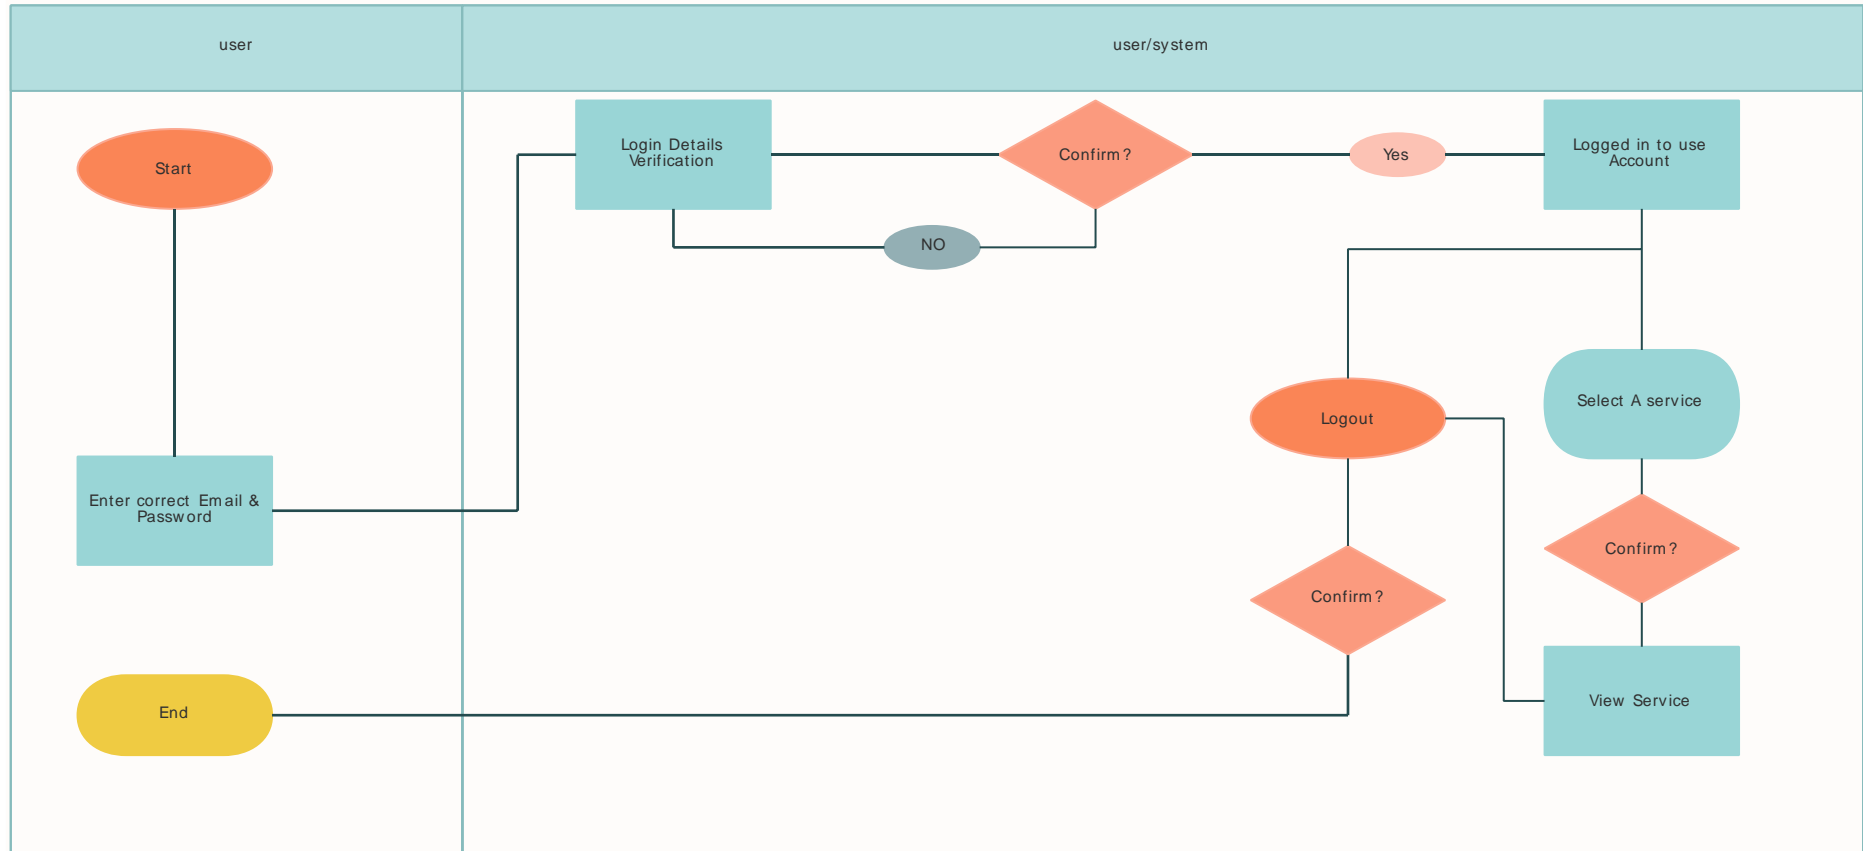 user
user/system
Start
Login Details
Verification
Confirm?
Yes
Logged in to use
Account
NO
Logout
Select A service
Enter correct Email &
Password
Confirm?
Confirm?
End
View Service